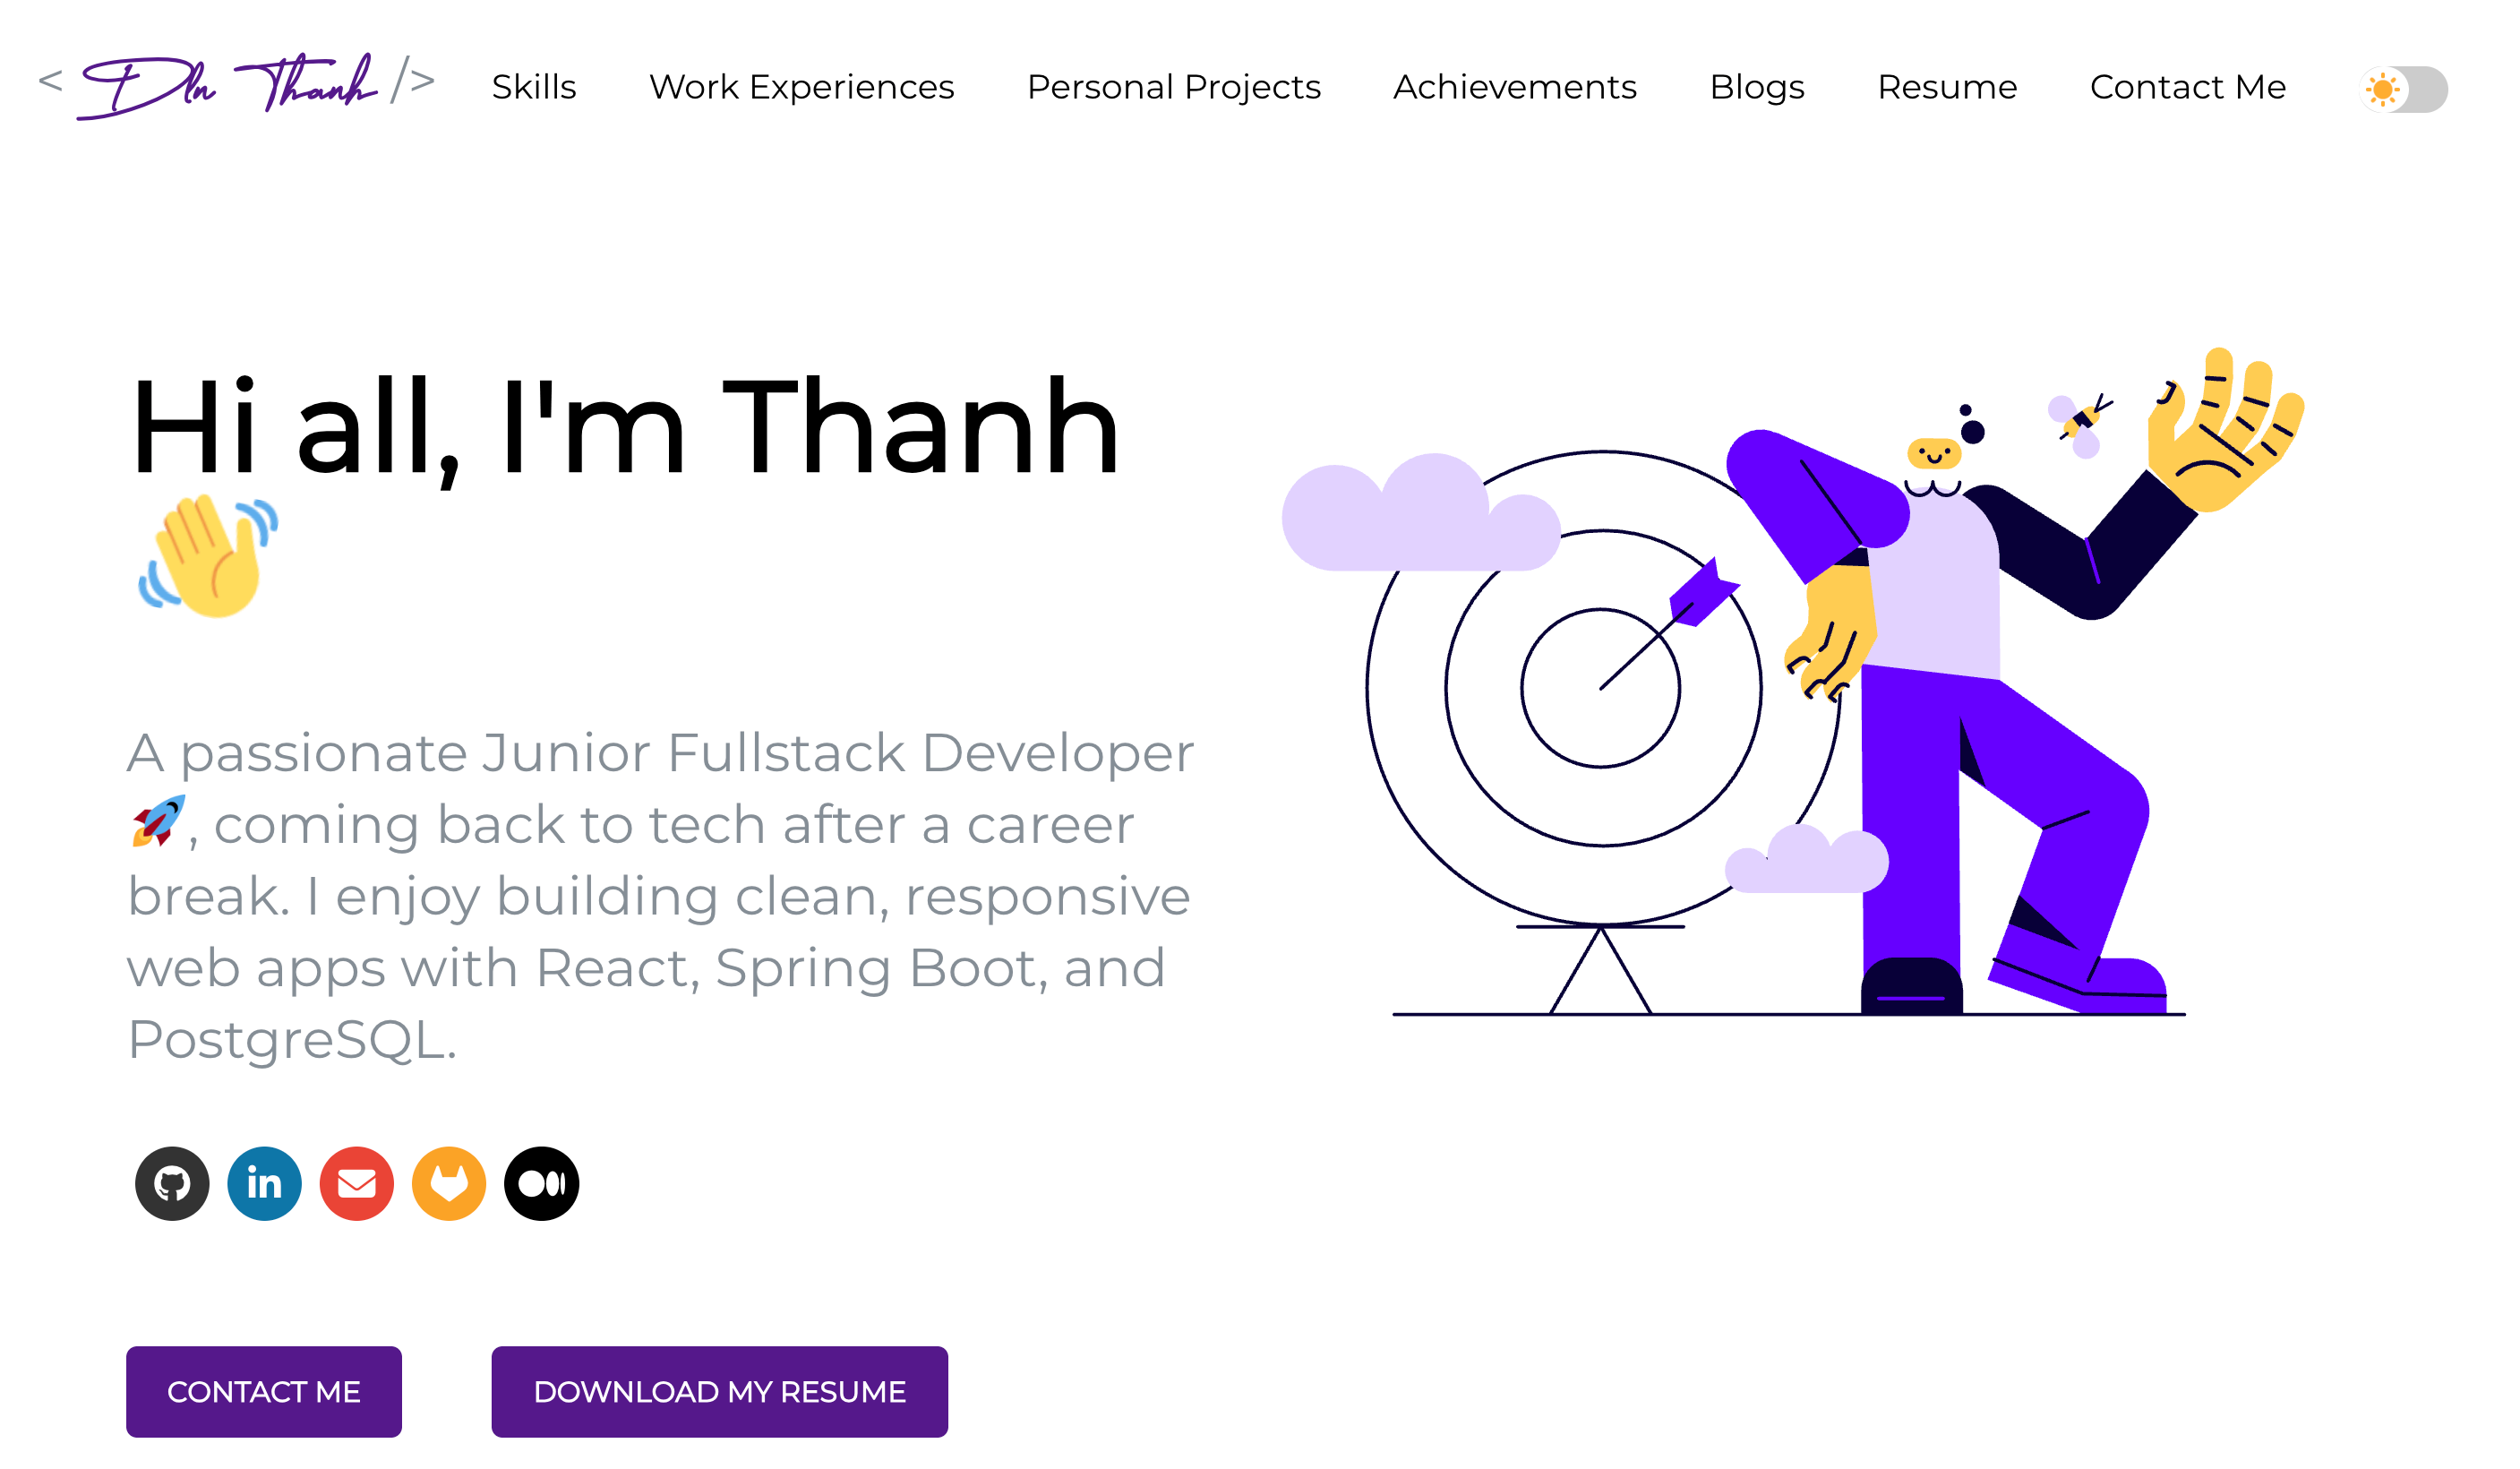 < Dln Thanh />
Skills
Work Experiences
Personal Projects
Achievements
Blogs
Resume
Contact Me
Hi all, I'm Thanh
👋
A passionate Junior Fullstack Developer
🚀, coming back to tech after a career
break. I enjoy building clean, responsive
web apps with React, Spring Boot, and
PostgreSQL.
in
CONTACT ME
DOWNLOAD MY RESUME